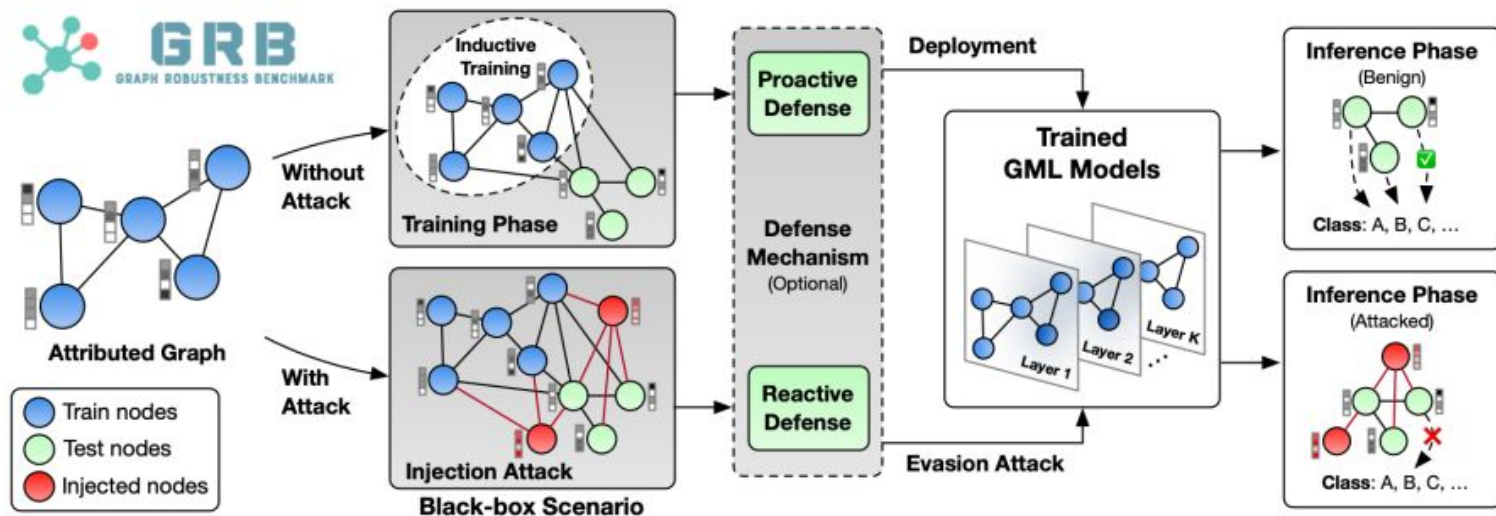 GRB
GRAPH ROBUSTNESS BENCHMARK
Attributed Graph
Train nodes
Test nodes
Injected nodes
Without
Attack
With
Attack
Inductive
Training
Training Phase
Injection Attack
Black-box Scenario
Proactive
Defense
Defense
Mechanism
(Optional)
Reactive
Defense
Deployment
Evasion Attack
Trained
GML Models
Layer 1
Layer 2
...
Layer K
Inference Phase
(Benign)
Class: A, B, C, ...
Inference Phase
(Attacked)
Class: A, B, C, ...